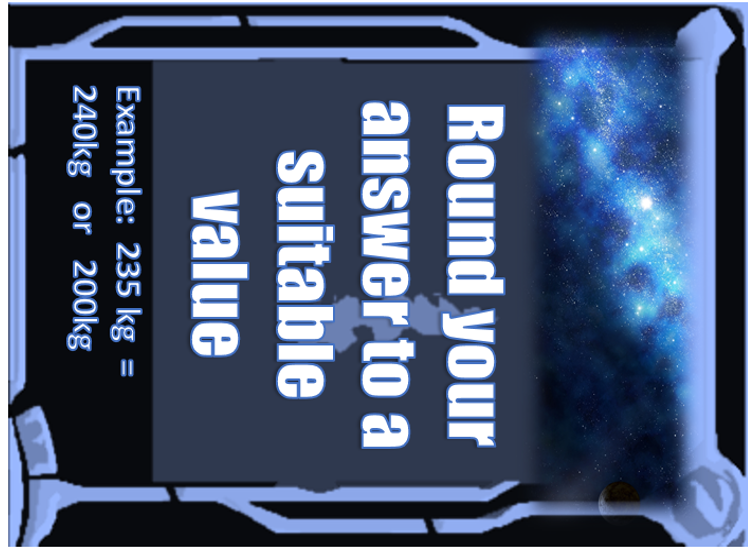 Round your
answer to a
suitable
value
Example: 235 kg =
240kg or 200kg